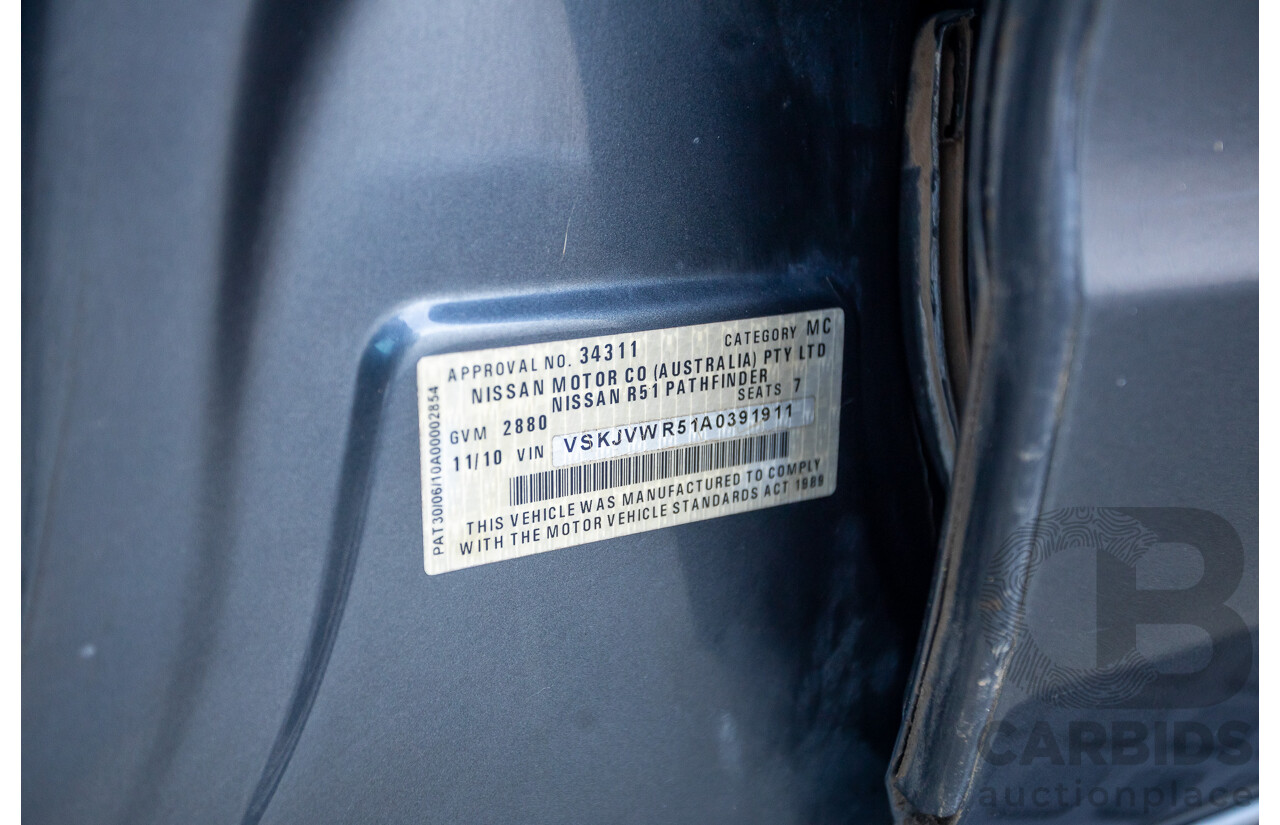 APPROVAL NO. 34311 CATEGORY MC
NISSAN MOTOR CO (AUSTRALIA) PTY LTD
NISSAN R51 PATHFINDER
GVM 2880 SEATS 7
11/10 VIN VSKJVWR51A0391911
THIS VEHICLE WAS MANUFACTURED TO COMPLY
WITH THE MOTOR VEHICLE STANDARDS ACT 1989
PAT30/06/10A00002854
CB
CARBIDS
auctionplace